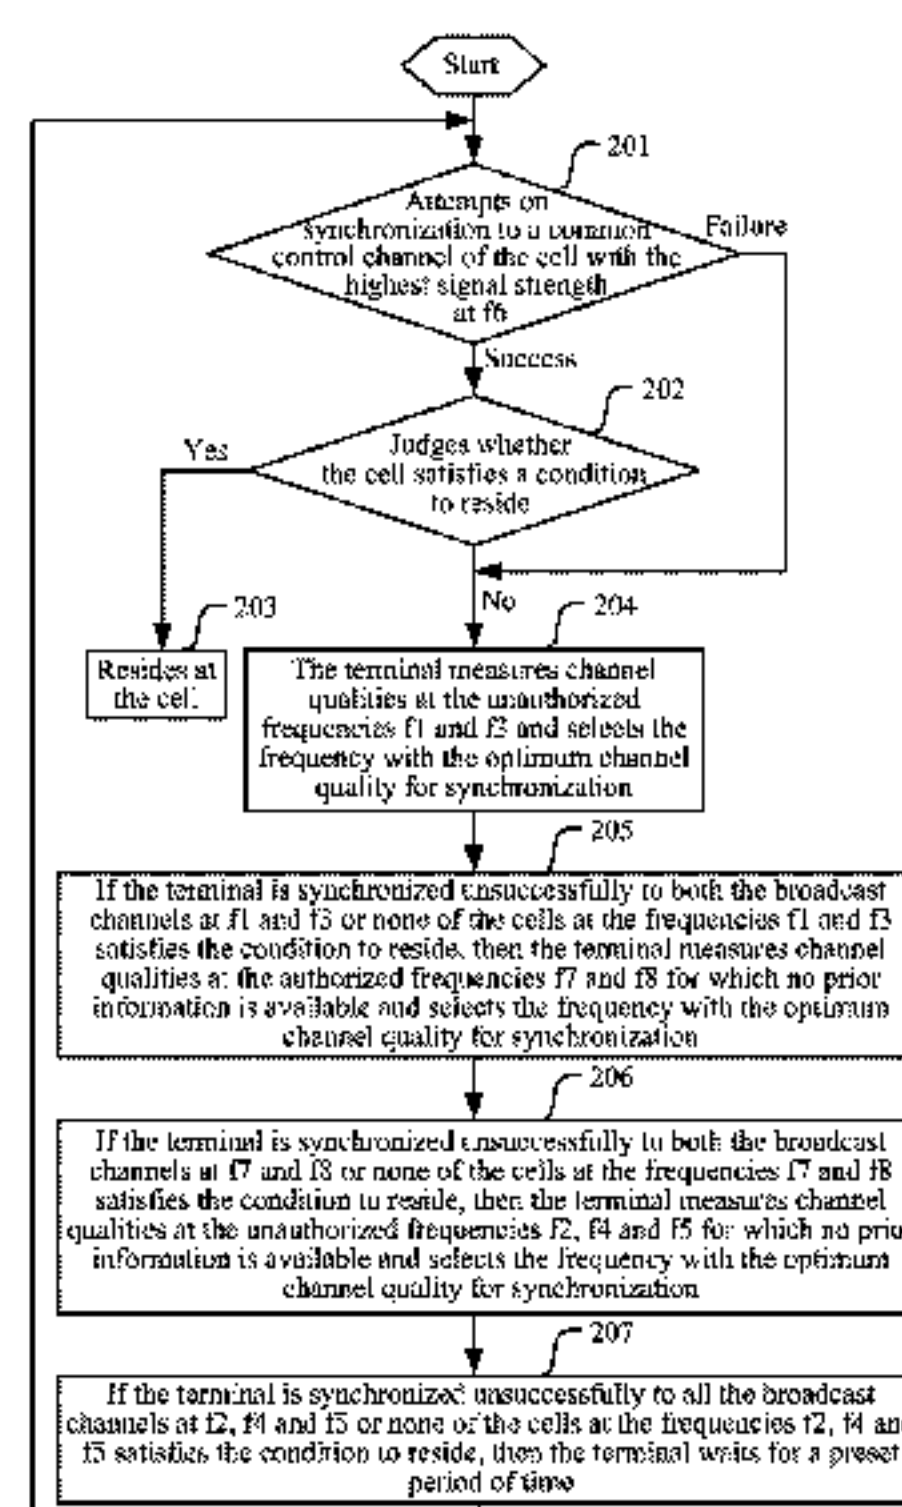 Start
201
Attempts on
synchronization to a common
control channel of the cell with the
highest signal strength
at f6
Failure
Success
202
Judges whether
the cell satisfies a condition
to reside
Yes
No
203
Resides at
the cell
204
The terminal measures channel
qualities at the unauthorized
frequencies f1 and f3 and selects the
frequency with the optimum channel
quality for synchronization
205
If the terminal is synchronized unsuccessfully to both the broadcast
channels at f1 and f3 or none of the cells at the frequencies f1 and f3
satisfies the condition to reside, then the terminal measures channel
qualities at the authorized frequencies f7 and f8 for which no prior
information is available and selects the frequency with the optimum
channel quality for synchronization
206
If the terminal is synchronized unsuccessfully to both the broadcast
channels at f7 and f8 or none of the cells at the frequencies f7 and f8
satisfies the condition to reside, then the terminal measures channel
qualities at the unauthorized frequencies f2, f4 and f5 for which no prio
information is available and selects the frequency with the optimum
channel quality for synchronization
207
If the terminal is synchronized unsuccessfully to all the broadcast
channels at f2, f4 and f5 or none of the cells at the frequencies f2, f4 an
f5 satisfies the condition to reside, then the terminal waits for a preset
period of time